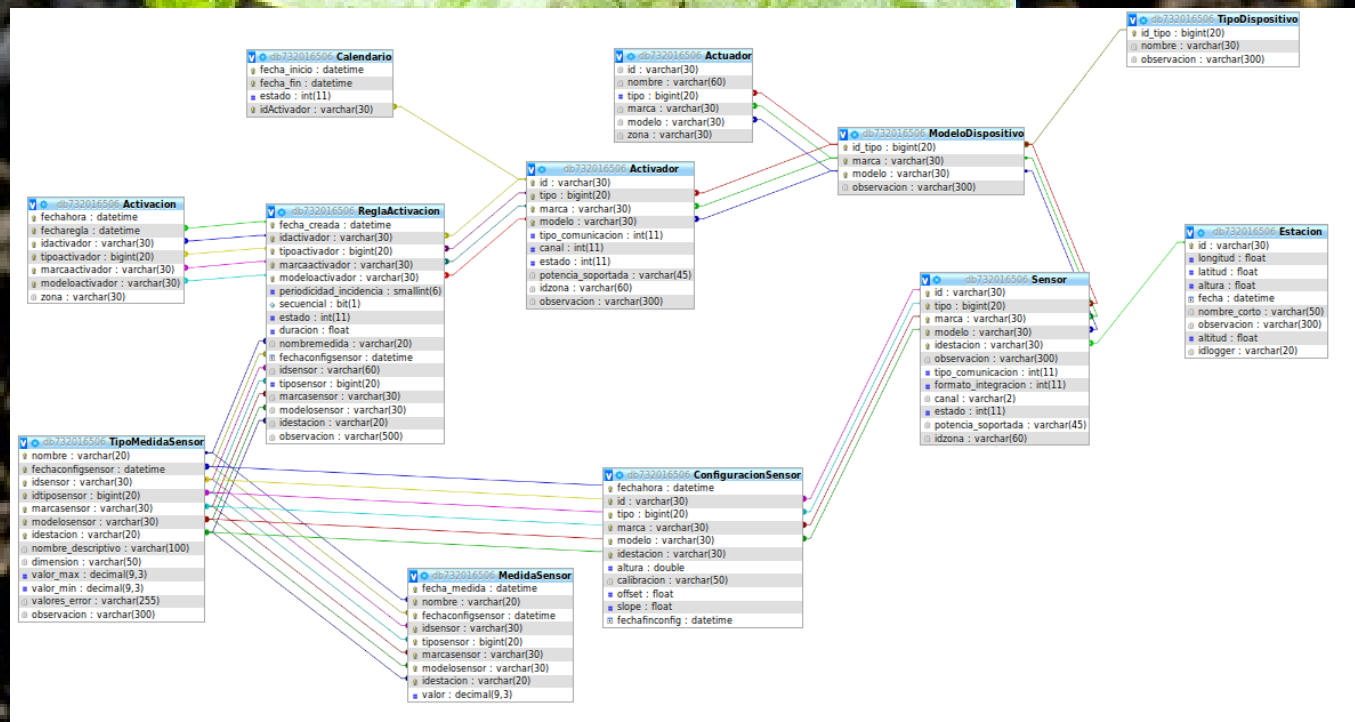 db732016506 TipoDispositivo
id_tipo : bigint(20)
nombre : varchar(30)
observacion : varchar(300)
db732016506 Calendario
fecha_inicio : datetime
fecha_fin : datetime
estado : int(11)
idActivador : varchar(30)
db732016506 Actuador
id : varchar(30)
nombre : varchar(60)
tipo : bigint(20)
marca : varchar(30)
modelo : varchar(30)
zona : varchar(30)
db732016506 ModeloDispositivo
id_tipo : bigint(20)
marca : varchar(30)
modelo : varchar(30)
observacion : varchar(300)
db732016506 Activador
id : varchar(30)
tipo : bigint(20)
marca : varchar(30)
modelo : varchar(30)
tipo_comunicacion : int(11)
canal : int(11)
estado : int(11)
potencia_soportada : varchar(45)
idzona : varchar(60)
observacion : varchar(300)
db732016506 Activacion
fechahora : datetime
fecharegla : datetime
idactivador : varchar(30)
tipoactivador : bigint(20)
marcaactivador : varchar(30)
modeloactivador : varchar(30)
zona : varchar(30)
db732016506 ReglaActivacion
fecha_creada : datetime
idactivador : varchar(30)
tipoactivador : bigint(20)
marcaactivador : varchar(30)
modeloactivador : varchar(30)
periodicidad_incidencia : smallint(6)
secuencial : bit(1)
estado : int(11)
duracion : float
nombremedida : varchar(20)
fechaconfigsensor : datetime
idsensor : varchar(60)
tiposensor : bigint(20)
marcasensor : varchar(30)
modelosensor : varchar(30)
idestacion : varchar(20)
observacion : varchar(500)
db732016506 Estacion
id : varchar(30)
longitud : float
latitud : float
altura : float
fecha : datetime
nombre_corto : varchar(50)
observacion : varchar(300)
altitud : float
idlogger : varchar(20)
db732016506 Sensor
id : varchar(30)
tipo : bigint(20)
marca : varchar(30)
modelo : varchar(30)
idestacion : varchar(30)
observacion : varchar(300)
tipo_comunicacion : int(11)
formato_integracion : int(11)
canal : varchar(2)
estado : int(11)
potencia_soportada : varchar(45)
idzona : varchar(60)
db732016506 TipoMedidaSensor
nombre : varchar(20)
fechaconfigsensor : datetime
idsensor : varchar(30)
idtiposensor : bigint(20)
marcasensor : varchar(30)
modelosensor : varchar(30)
idestacion : varchar(20)
nombre_descriptivo : varchar(100)
dimension : varchar(50)
valor_max : decimal(9,3)
valor_min : decimal(9,3)
valores_error : varchar(255)
observacion : varchar(300)
db732016506 ConfiguracionSensor
fechahora : datetime
id : varchar(30)
tipo : bigint(20)
marca : varchar(30)
modelo : varchar(30)
idestacion : varchar(30)
altura : double
calibracion : varchar(50)
offset : float
slope : float
fechafinconfig : datetime
db732016506 MedidaSensor
fecha_medida : datetime
nombre : varchar(20)
fechaconfigsensor : datetime
idsensor : varchar(30)
tiposensor : bigint(20)
marcasensor : varchar(30)
modelosensor : varchar(30)
idestacion : varchar(20)
valor : decimal(9,3)